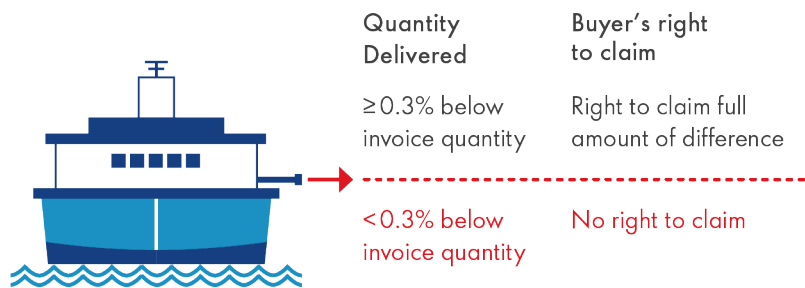 Quantity Delivered
Buyer's right to claim
≥0.3% below invoice quantity
Right to claim full amount of difference
<0.3% below invoice quantity
No right to claim